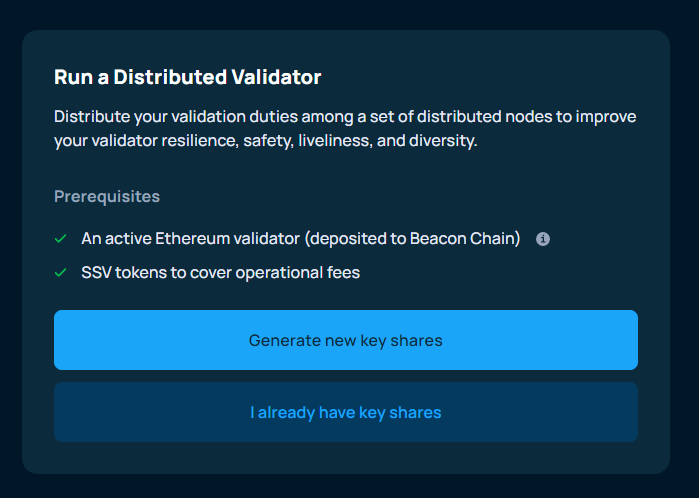 Run a Distributed Validator
Distribute your validation duties among a set of distributed nodes to improve
your validator resilience, safety, liveliness, and diversity.
Prerequisites
An active Ethereum validator (deposited to Beacon Chain)
SSV tokens to cover operational fees
Generate new key shares
I already have key shares